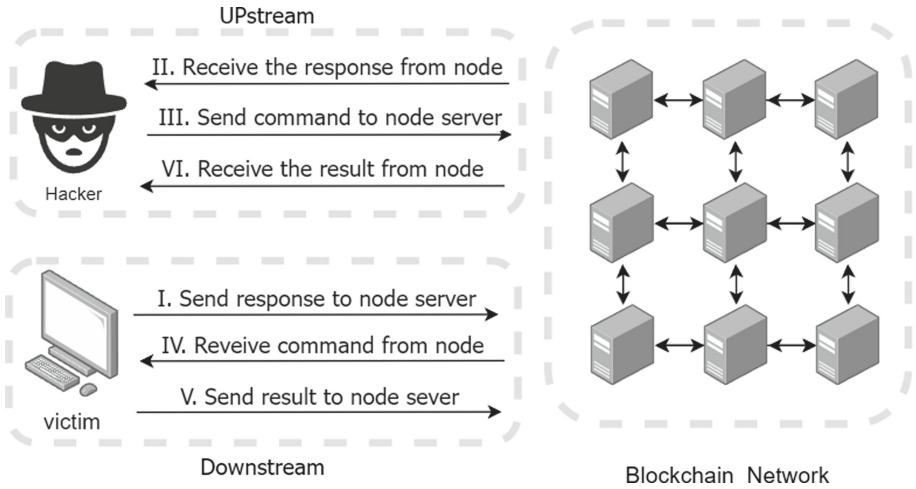 UPstream
II. Receive the response from node
III. Send command to node server
VI. Receive the result from node
Hacker
I. Send response to node server
IV. Reveive command from node
V. Send result to node sever
victim
Downstream
Blockchain Network